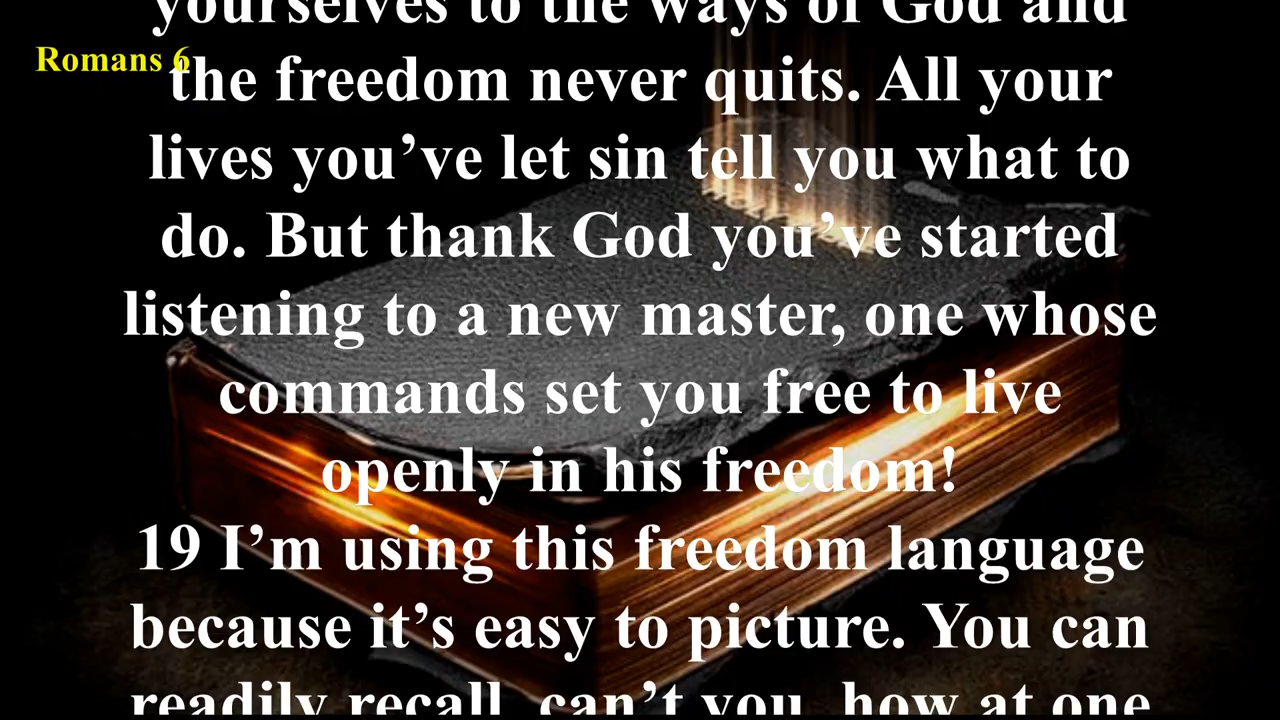 yourselves to the ways of God and
Romans 6
the freedom never quits. All your
lives you’ve let sin tell you what to
do. But thank God you’ve started
listening to a new master, one whose
commands set you free to live
openly in his freedom!
19 I’m using this freedom language
because it’s easy to picture. You can
readily recall, can’t you, how at one